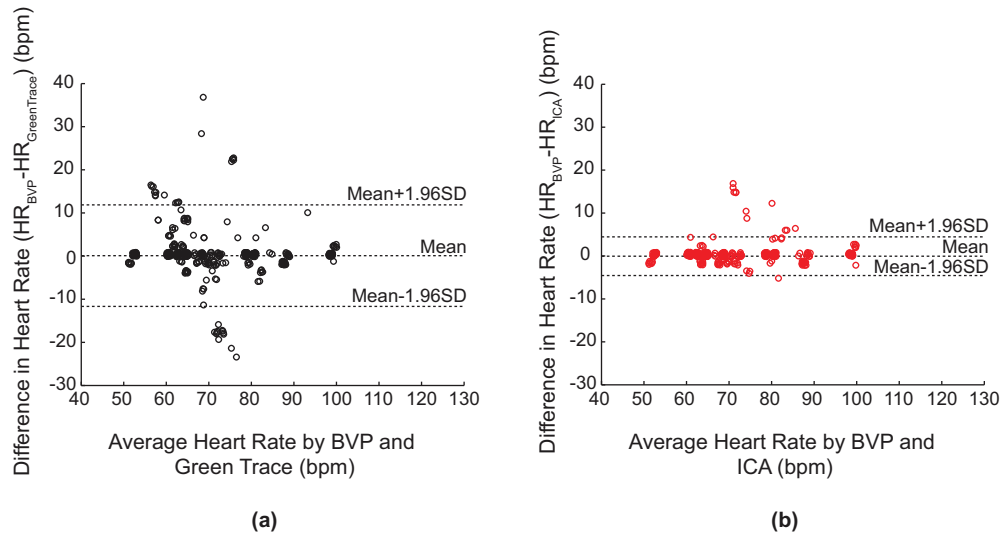 Difference in Heart Rate (HR_BVP-HR_GreenTrace) (bpm)
40
30
20
10
0
-10
-20
-30
Mean+1.96SD
Mean
Mean-1.96SD
40 50 60 70 80 90 100 110 120 130
Average Heart Rate by BVP and
Green Trace (bpm)
(a)
Difference in Heart Rate (HR_BVP-HR_ICA) (bpm)
40
30
20
10
0
-10
-20
-30
Mean+1.96SD
Mean
Mean-1.96SD
40 50 60 70 80 90 100 110 120 130
Average Heart Rate by BVP and
ICA (bpm)
(b)